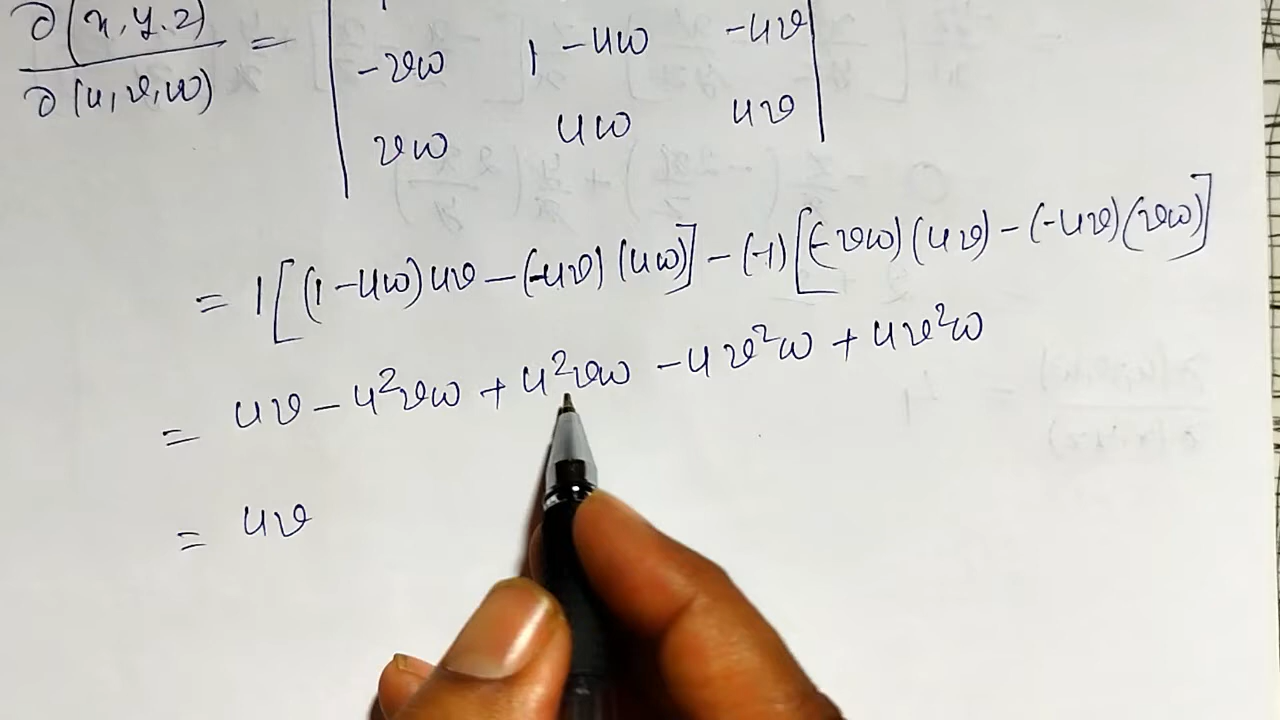 ∂(x,y,z)/∂(u,v,w) = | -vw 1-uw -uv |
| vw uw uv |
= 1[(1-uw)uv-(-uv)(uw)]-(-1)[(-vw)(uv)-(-uv)(vw)]
= uv-u²vw+u²vw-uv²w+uv²w
= uv